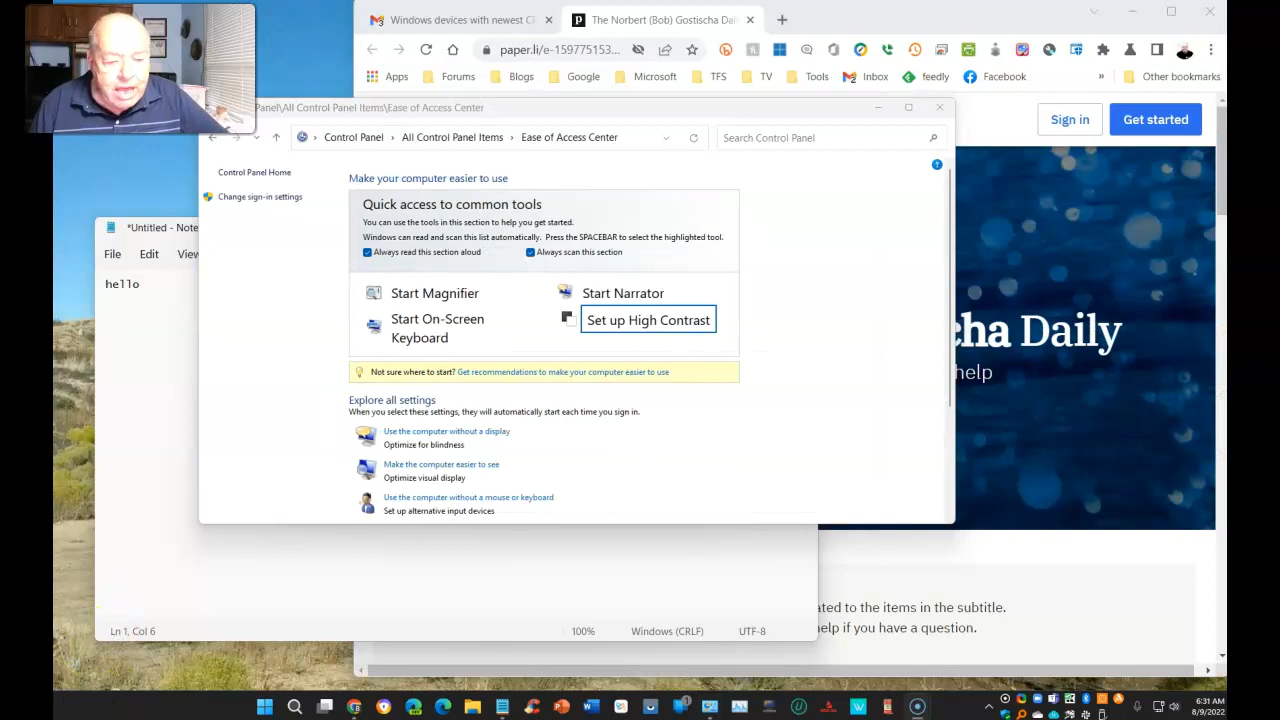 Windows devices with newest CP
The Norbert (Bob) Gostischa Dai
paper.li/e-159775153...
Apps
Forums
Blogs
Google
Microsoft
TFS
TV
Tools
Inbox
feedly
Facebook
»
Other bookmarks
Panel\All Control Panel Items\Ease of Access Center
Control Panel > All Control Panel Items > Ease of Access Center
Search Control Panel
Sign in
Get started
Control Panel Home
Change sign-in settings
Make your computer easier to use
Quick access to common tools
You can use the tools in this section to help you get started.
Windows can read and scan this list automatically. Press the SPACEBAR to select the highlighted tool.
Always read this section aloud
Always scan this section
Start Magnifier
Start Narrator
Start On-Screen
Keyboard
Set up High Contrast
Not sure where to start? Get recommendations to make your computer easier to use
Explore all settings
When you select these settings, they will automatically start each time you sign in.
Use the computer without a display
Optimize for blindness
Make the computer easier to see
Optimize visual display
Use the computer without a mouse or keyboard
Set up alternative input devices
*Untitled - Note
File
Edit
View
hello
cha Daily
help
ated to the items in the subtitle.
help if you have a question.
Ln 1, Col 6
100%
Windows (CRLF)
UTF-8
6:31 AM
8/9/2022